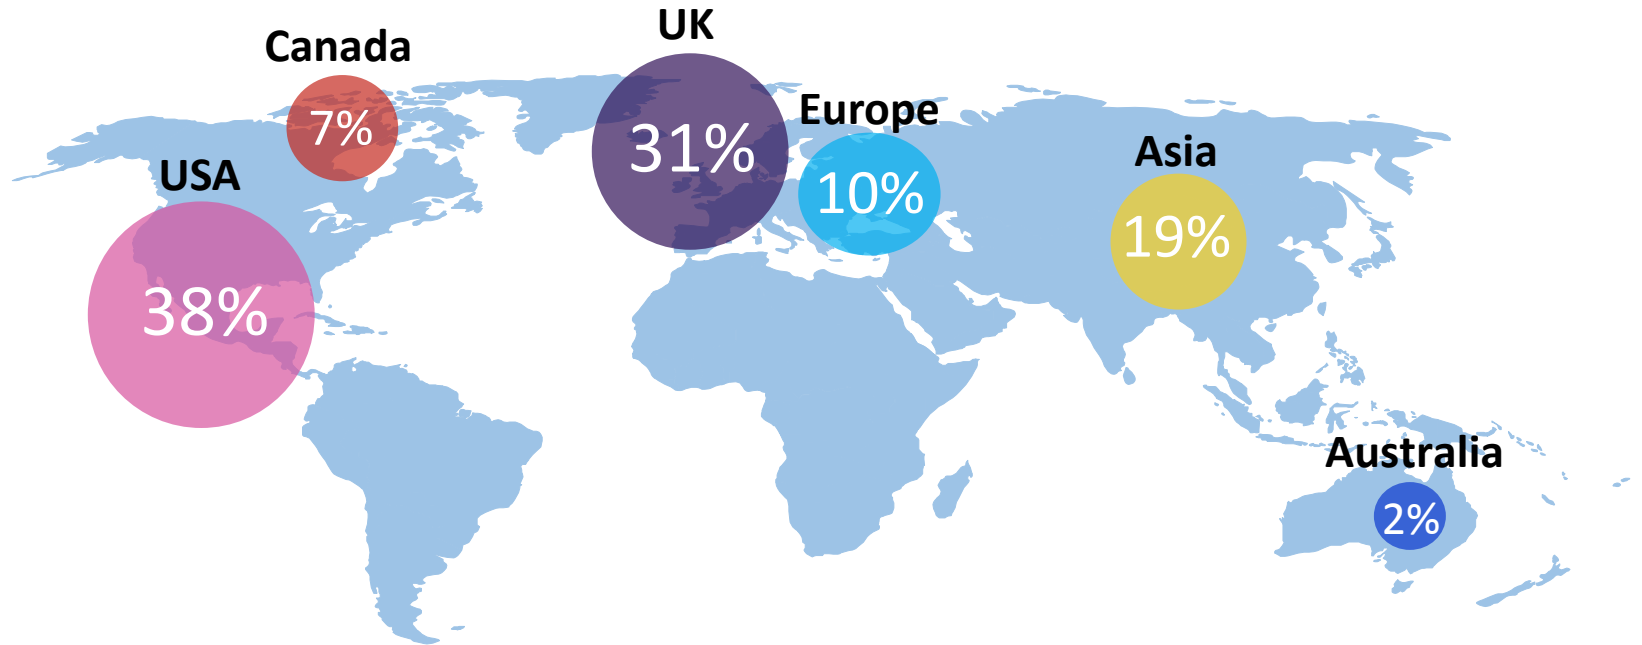 UK
31%
Canada
7%
Europe
10%
USA
38%
Asia
19%
Australia
2%